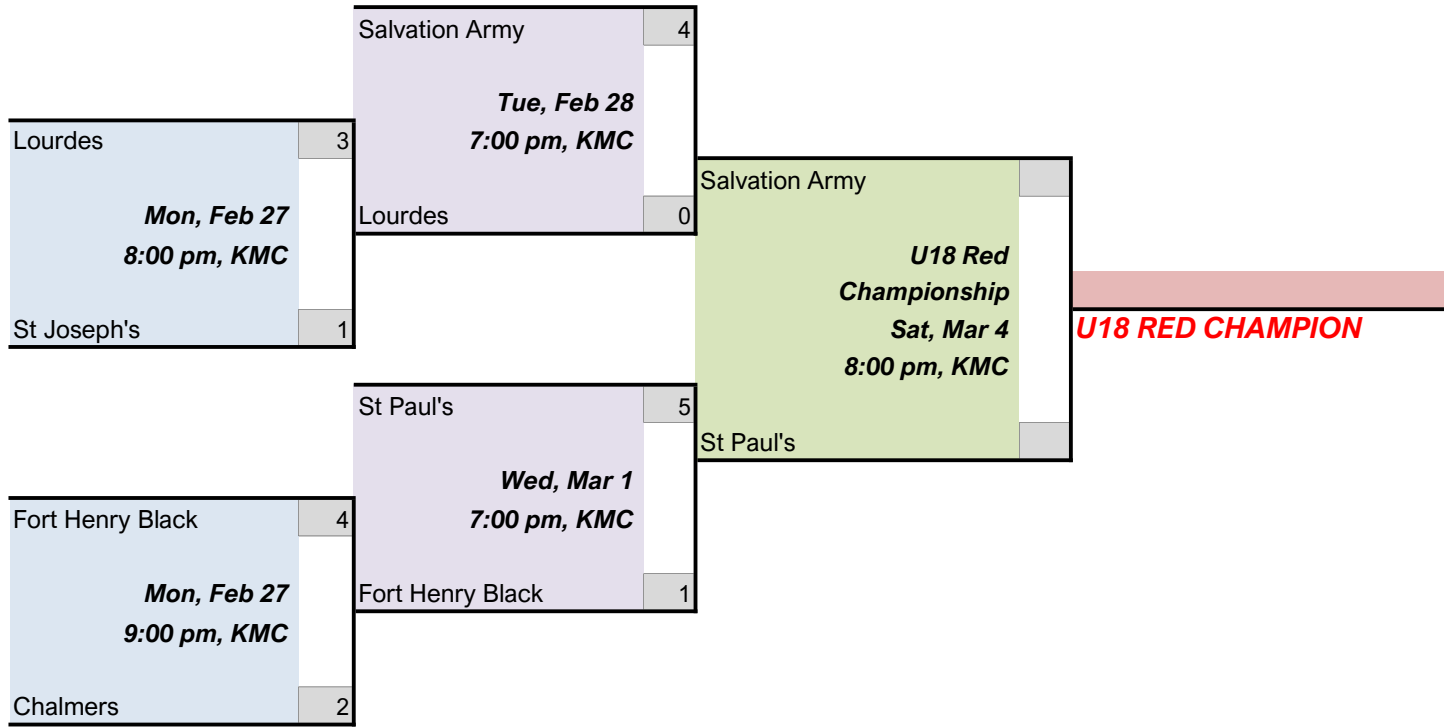 Salvation Army 4
Tue, Feb 28
7:00 pm, KMC
Lourdes 0
Lourdes 3
Mon, Feb 27
8:00 pm, KMC
St Joseph's 1
Salvation Army
U18 Red
Championship
Sat, Mar 4
8:00 pm, KMC
St Paul's
U18 RED CHAMPION
St Paul's 5
Wed, Mar 1
7:00 pm, KMC
Fort Henry Black 1
Fort Henry Black 4
Mon, Feb 27
9:00 pm, KMC
Chalmers 2